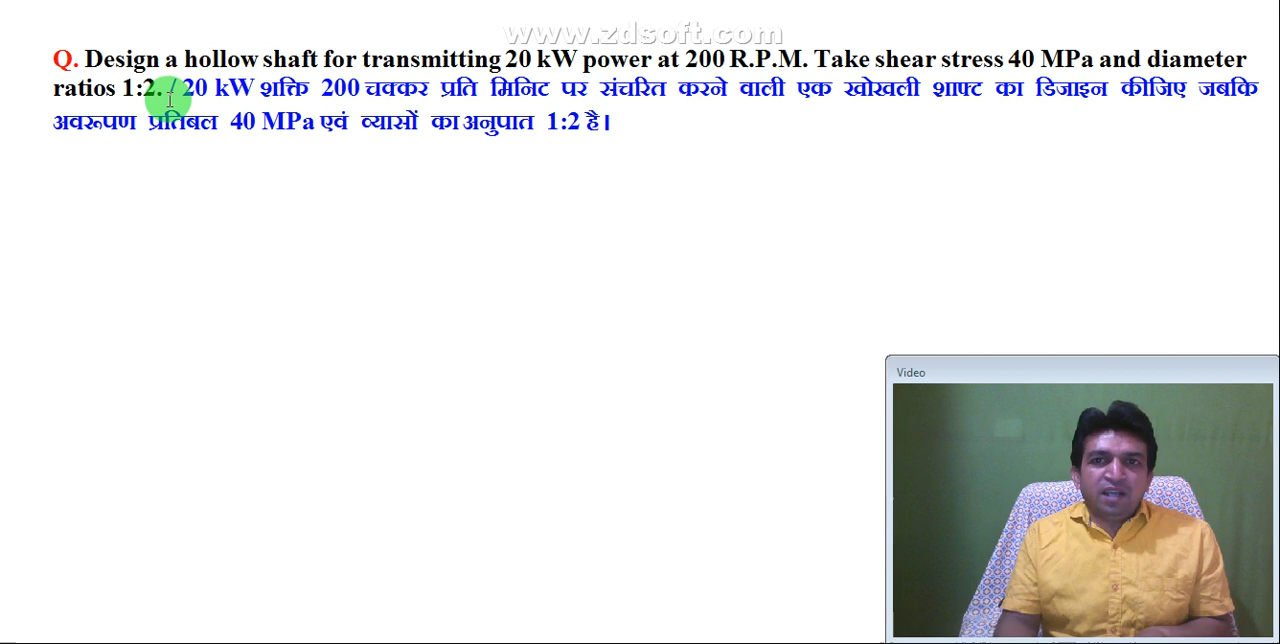 www.zdsoft.com
Q. Design a hollow shaft for transmitting 20 kW power at 200 R.P.M. Take shear stress 40 MPa and diameter
ratios 1:2. / 20 kW शक्ति 200 चक्कर प्रति मिनिट पर संचरित करने वाली एक खोखली शाफ्ट का डिजाइन कीजिए जबकि
अवरूपण प्रतिबल 40 MPa एवं व्यासों का अनुपात 1:2 है।
Video